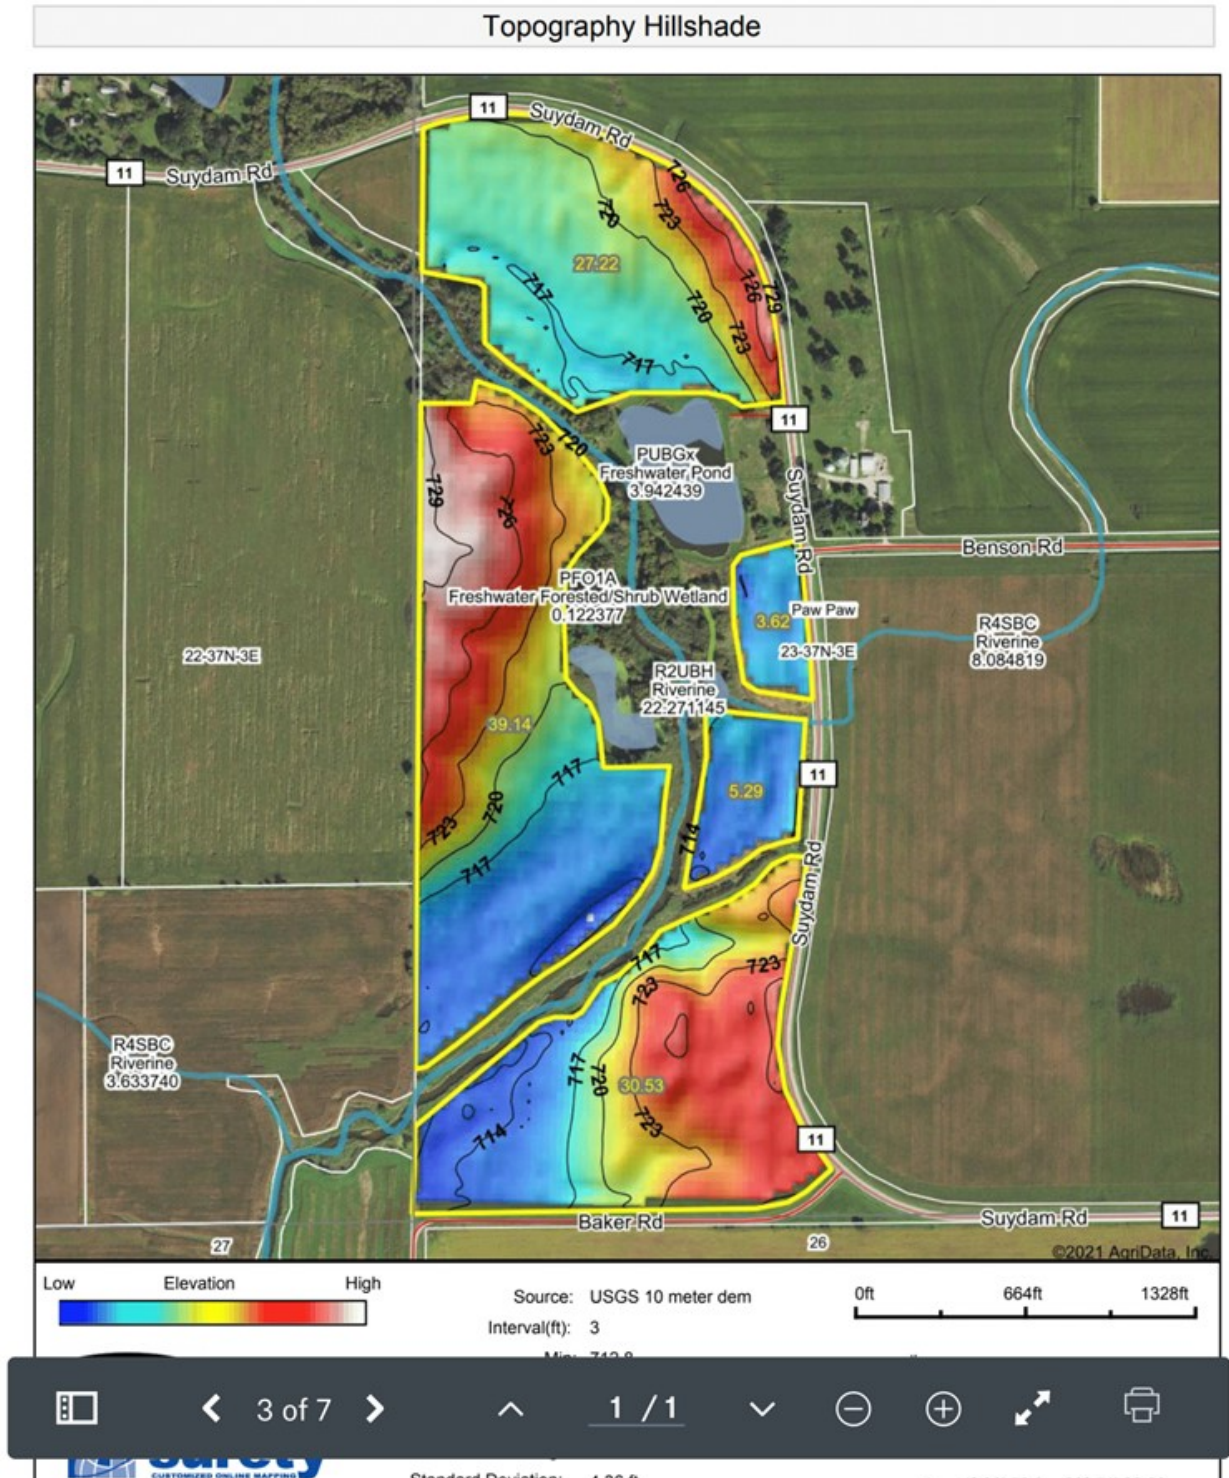 Topography Hillshade
11
Suydam Rd
11
Suydam Rd
726
720
723
27.22
717
726
729
720
723
717
11
723
720
PUBGx
Freshwater Pond
3.942439
729
726
Suydam Rd
Benson Rd
PFO1A
Freshwater Forested/Shrub Wetland
0.122377
3.62
Paw Paw
R4SBC
Riverine
8.084819
22-37N-3E
23-37N-3E
R2UBH
Riverine
22.271145
39.14
717
11
5.29
720
723
714
717
Suydam Rd
717
723
723
R4SBC
Riverine
3.633740
717
720
30.53
723
714
11
Baker Rd
Suydam Rd
11
27
26
©2021 AgriData, Inc.
Low
Elevation
High
Source: USGS 10 meter dem
Interval(ft): 3
0ft
664ft
1328ft
3 of 7
1 / 1
surety
CUSTOMIZED ONLINE MAPPING